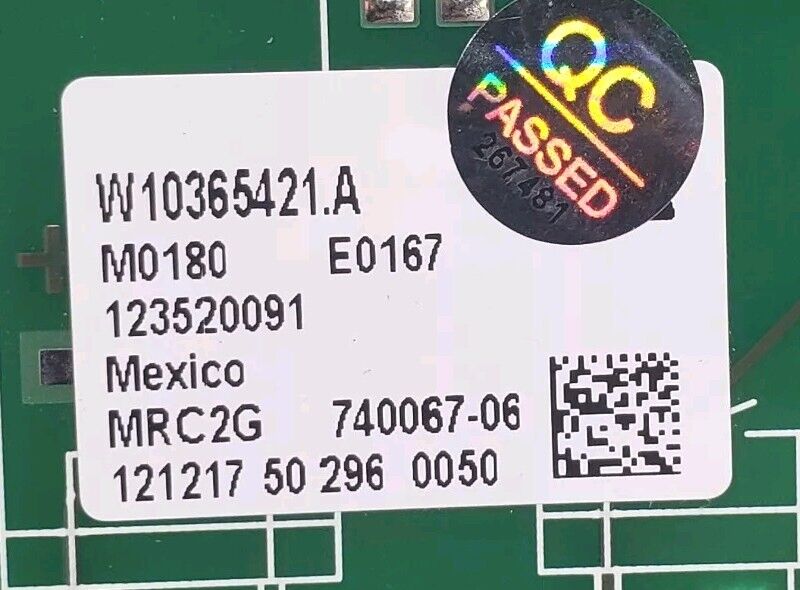 QC
PASSED
267481
W10365421.A
M0180 E0167
123520091
Mexico
MRC2G 740067-06
121217 50 296 0050